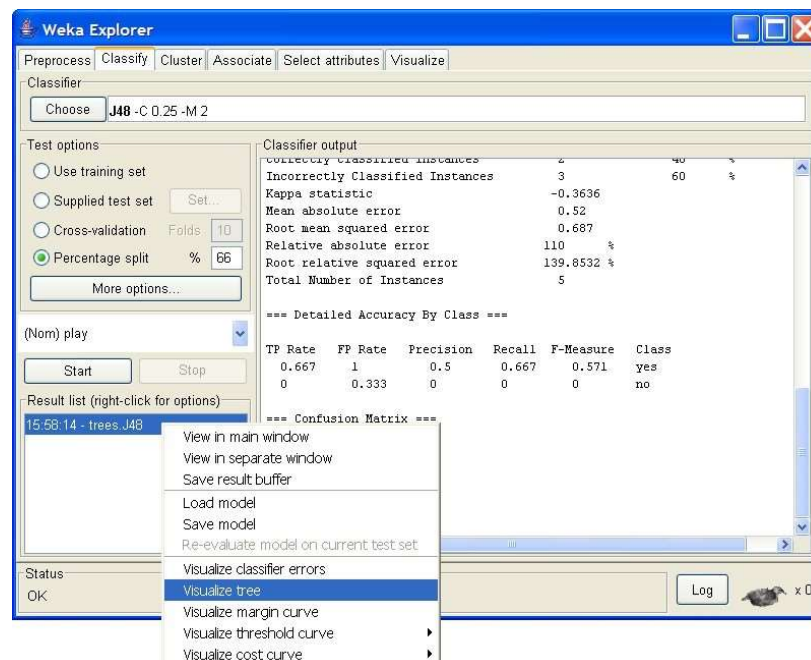 Weka Explorer
Preprocess Classify Cluster Associate Select attributes Visualize
Classifier
Choose J48 -C 0.25 -M 2
Test options
Use training set
Supplied test set Set...
Cross-validation Folds 10
Percentage split % 66
More options...
(Nom) play
Start Stop
Result list (right-click for options)
15:58:14 - trees.J48
Classifier output
Correctly Classified Instances 2 40 %
Incorrectly Classified Instances 3 60 %
Kappa statistic -0.3636
Mean absolute error 0.52
Root mean squared error 0.687
Relative absolute error 110 %
Root relative squared error 139.8532 %
Total Number of Instances 5
=== Detailed Accuracy By Class ===
TP Rate FP Rate Precision Recall F-Measure Class
0.667 1 0.5 0.667 0.571 yes
0 0.333 0 0 0 no
=== Confusion Matrix ===
View in main window
View in separate window
Save result buffer
Load model
Save model
Re-evaluate model on current test set
Visualize classifier errors
Visualize tree
Visualize margin curve
Visualize threshold curve
Visualize cost curve
Status
OK
Log
x 0